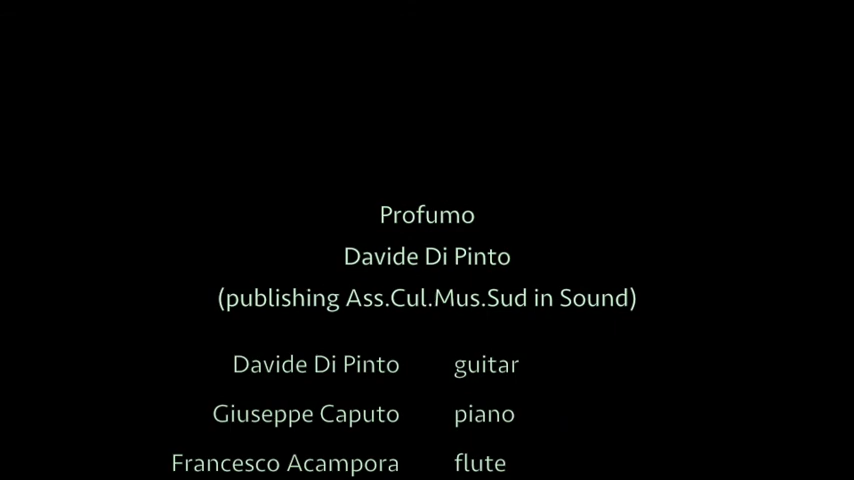 Profumo
Davide Di Pinto
(publishing Ass.Cul.Mus.Sud in Sound)
Davide Di Pinto guitar
Giuseppe Caputo piano
Francesco Acampora flute